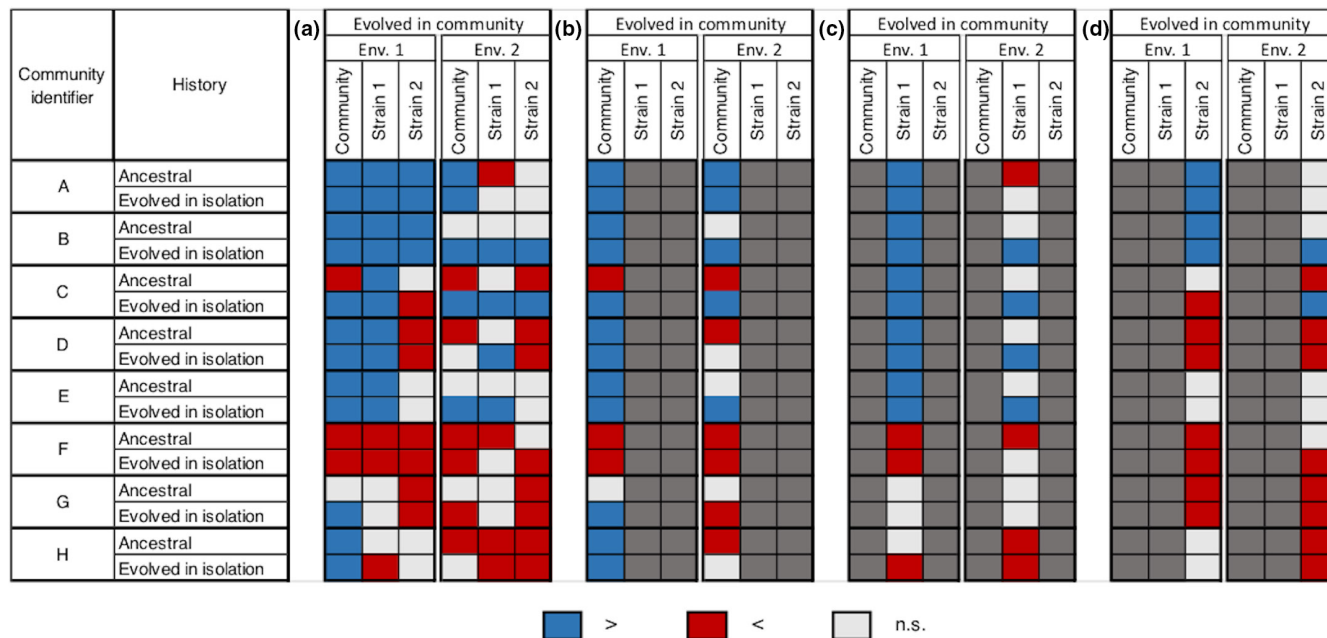 (a) Evolved in community (b) Evolved in community (c) Evolved in community (d) Evolved in community
Env. 1 Env. 2 Env. 1 Env. 2 Env. 1 Env. 2 Env. 1 Env. 2
Community identifier History
Community Strain 1 Strain 2 Community Strain 1 Strain 2 Community Strain 1 Strain 2 Community Strain 1 Strain 2 Community Strain 1 Strain 2 Community Strain 1 Strain 2 Community Strain 1 Strain 2 Community Strain 1 Strain 2
A Ancestral
Evolved in isolation
B Ancestral
Evolved in isolation
C Ancestral
Evolved in isolation
D Ancestral
Evolved in isolation
E Ancestral
Evolved in isolation
F Ancestral
Evolved in isolation
G Ancestral
Evolved in isolation
H Ancestral
Evolved in isolation
> < n.s.